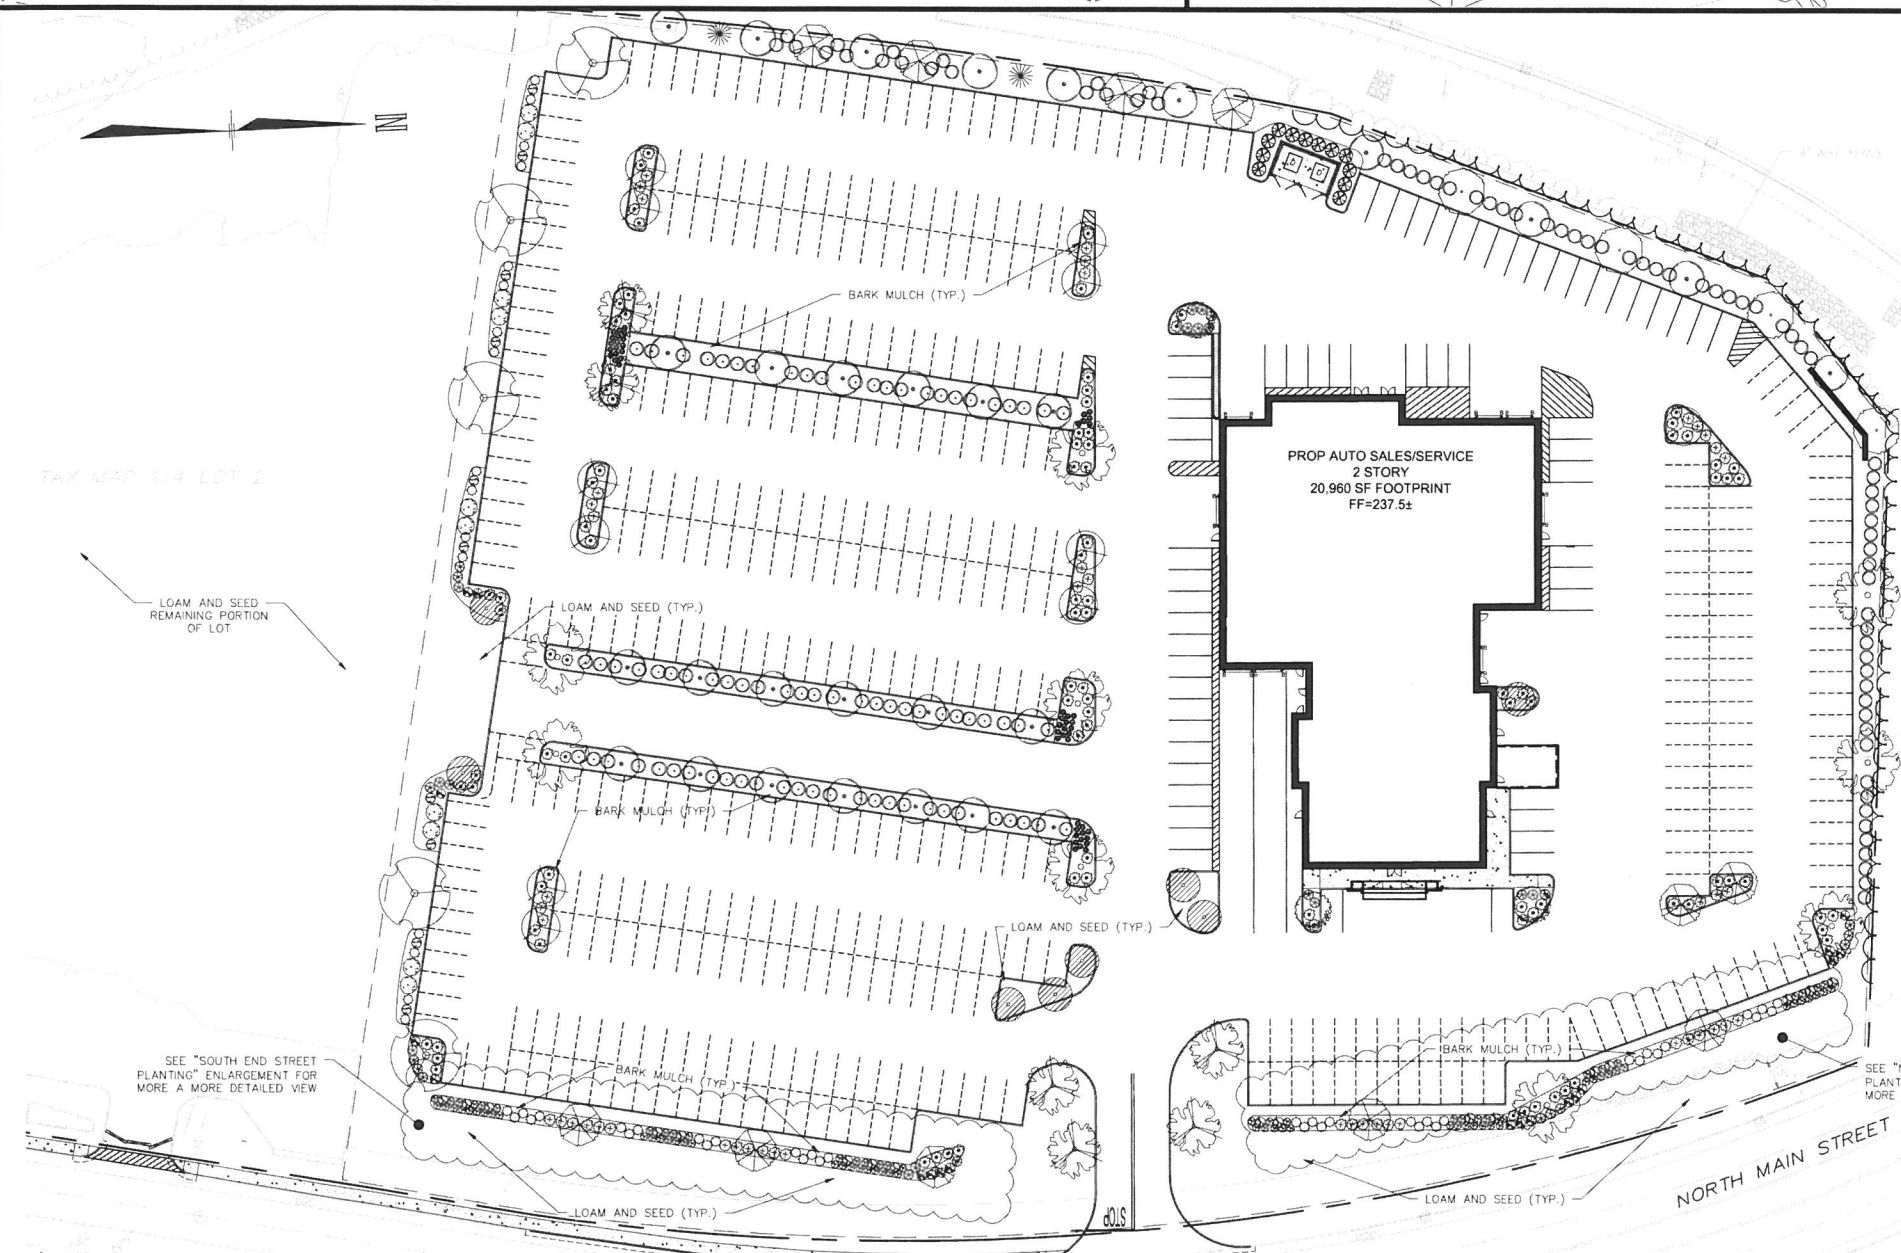 N
4' WIDE
BARK MULCH (TYP.)
PROP AUTO SALES/SERVICE
2 STORY
20,960 SF FOOTPRINT
FF=237.5±
TAX MAP 114 LOT 2
LOAM AND SEED
REMAINING PORTION
OF LOT
LOAM AND SEED (TYP.)
BARK MULCH (TYP.)
LOAM AND SEED (TYP.)
SEE "SOUTH END STREET
PLANTING" ENLARGEMENT FOR
MORE A MORE DETAILED VIEW
BARK MULCH (TYP.)
BARK MULCH (TYP.)
SEE "N
PLANT
MORE
LOAM AND SEED (TYP.)
LOAM AND SEED (TYP.)
STOP
NORTH MAIN STREET